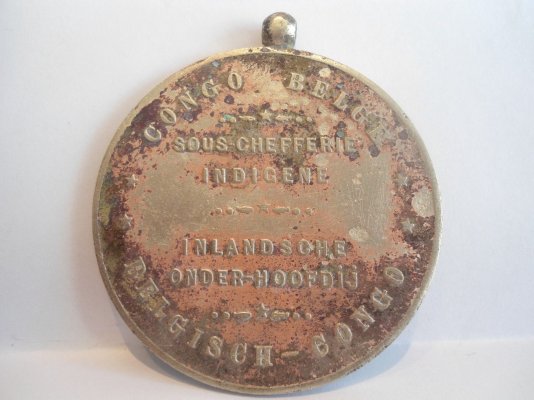 CONGO BELGE
SOUS-CHEFFERIE
INDIGENE
INLANDSCHE
ONDER-HOOFDIJ
BELGISCH-CONGO